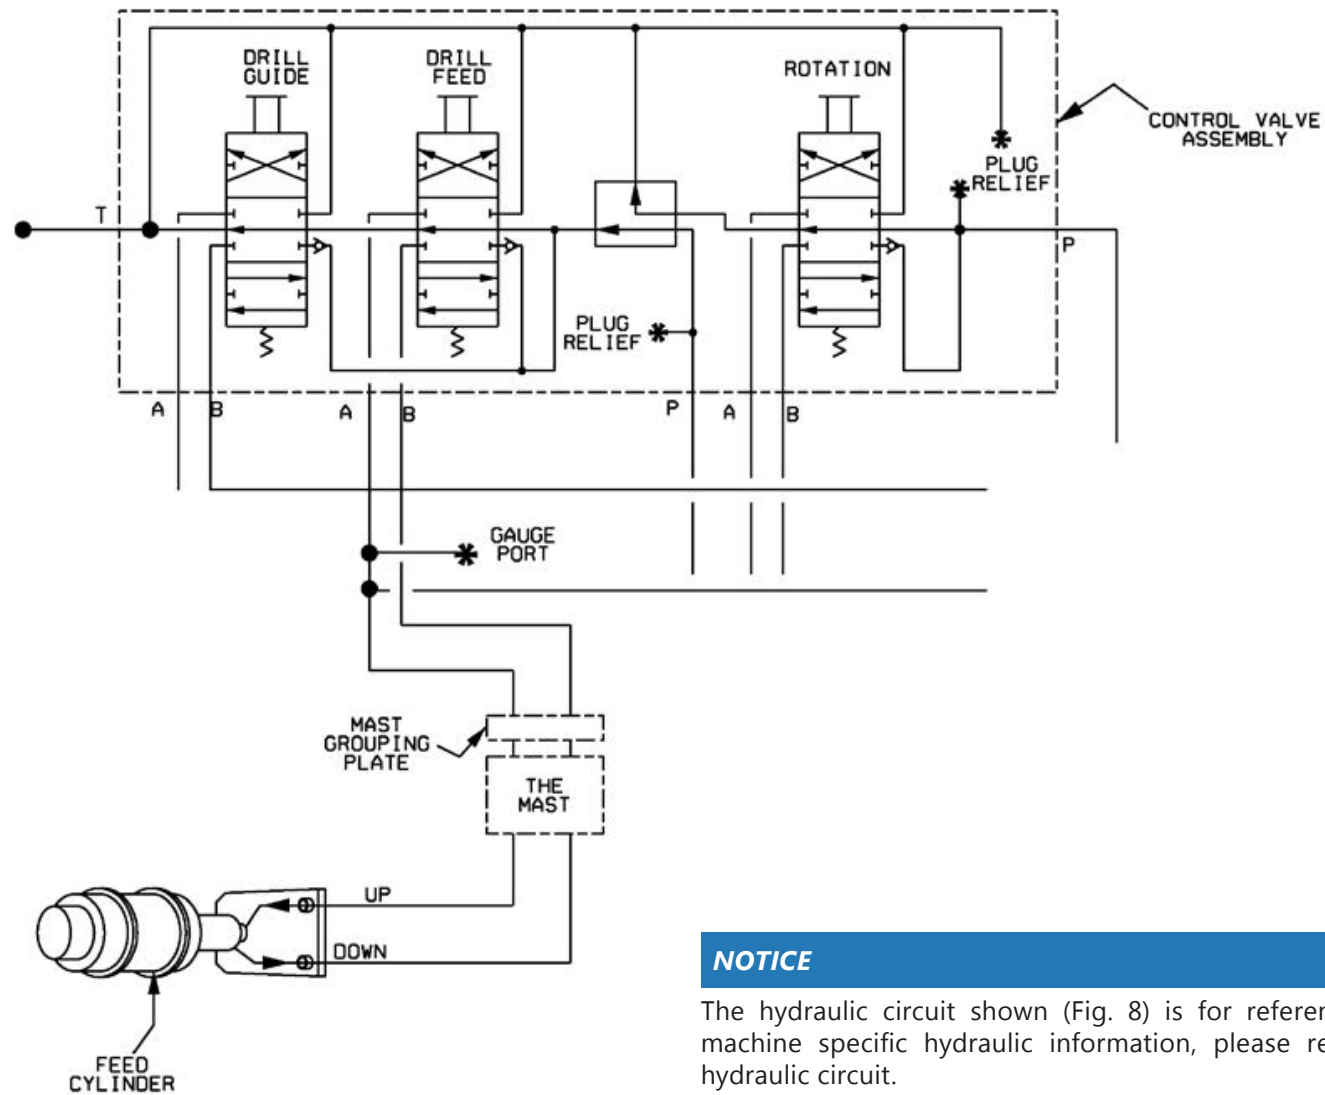 DRILL
GUIDE
DRILL
FEED
ROTATION
CONTROL VALVE
ASSEMBLY
PLUG
RELIEF
T
P
PLUG
RELIEF
A
B
A
B
P
A
B
GAUGE
PORT
MAST
GROUPING
PLATE
THE
MAST
UP
DOWN
FEED
CYLINDER
NOTICE
The hydraulic circuit shown (Fig. 8) is for
machine specific hydraulic information, please
hydraulic circuit.